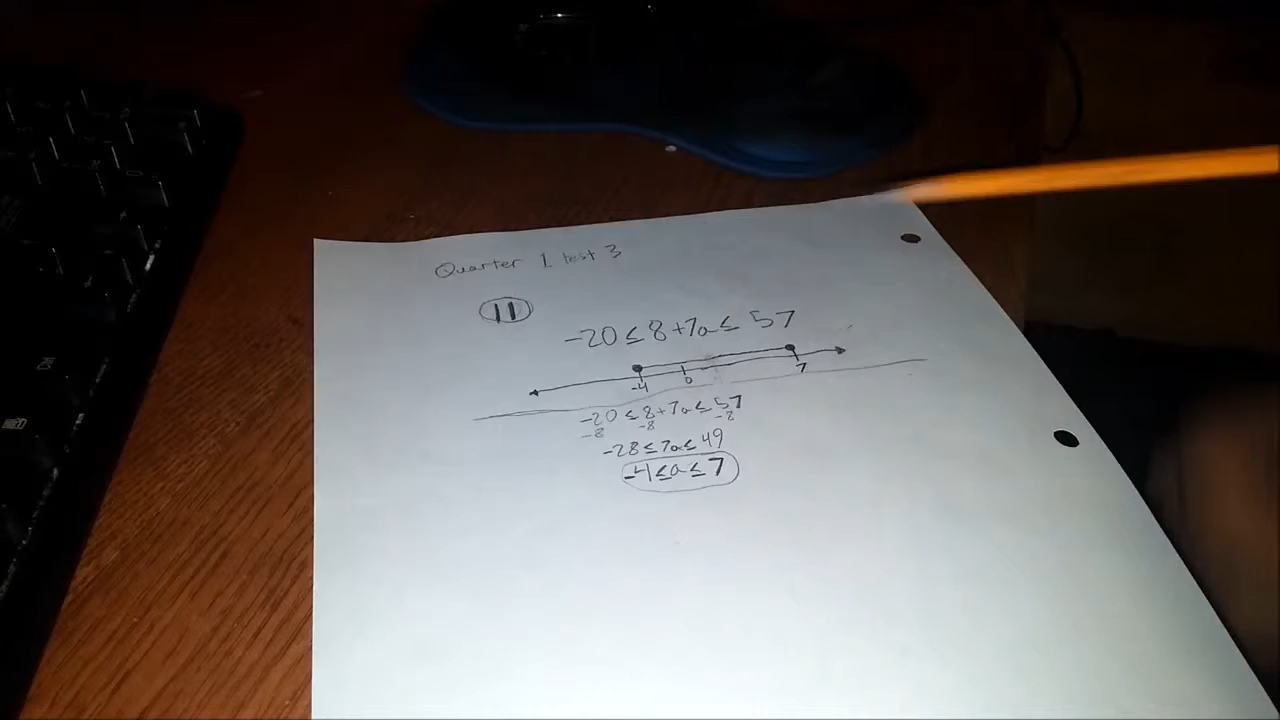 Quarter 1 test 3
11
-20 ≤ 8 + 7a ≤ 57
-4 0 7
-20 ≤ 8 + 7a ≤ 57
-8 -8 -8
-28 ≤ 7a ≤ 49
-4 ≤ a ≤ 7